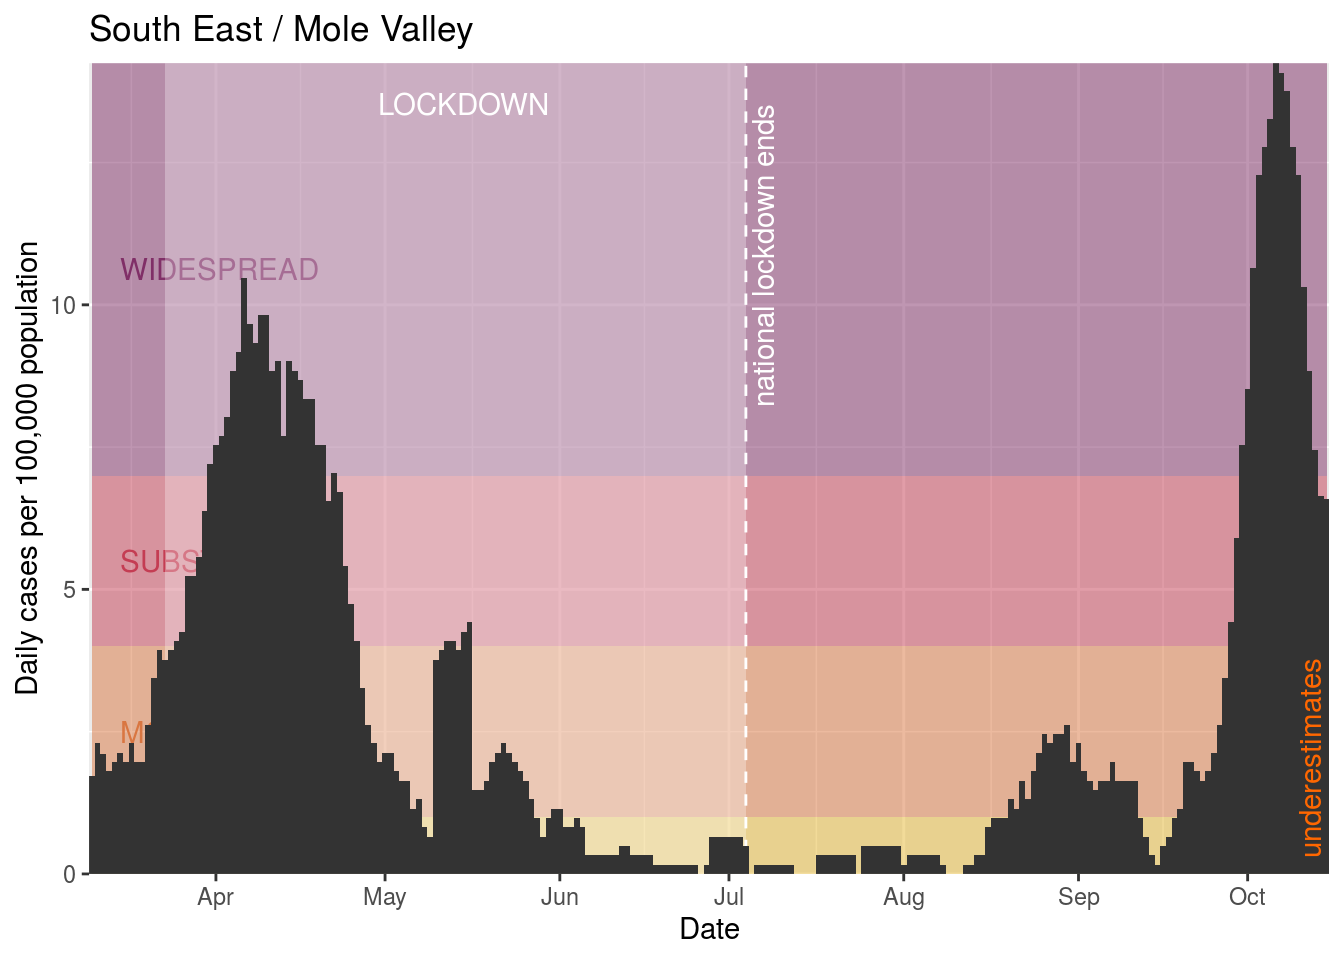 South East / Mole Valley
LOCKDOWN
national lockdown ends
WIDESPREAD
10
5
0
Daily cases per 100,000 population
underestimates
Apr
May
Jun
Jul
Aug
Sep
Oct
Date